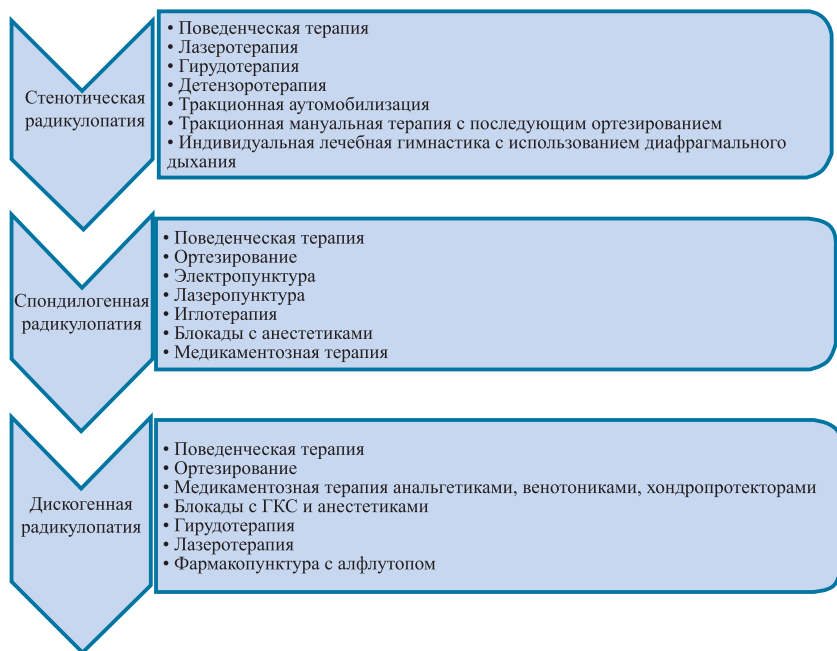 Стенотическая
радикулопатия
• Поведенческая терапия
• Лазеротерапия
• Гирудотерапия
• Детензоротерапия
• Тракционная аутомобилизация
• Тракционная мануальная терапия с последующим ортезированием
• Индивидуальная лечебная гимнастика с использованием диафрагмального
дыхания
Спондилогенная
радикулопатия
• Поведенческая терапия
• Ортезирование
• Электропунктура
• Лазеропунктура
• Иглотерапия
• Блокады с анестетиками
• Медикаментозная терапия
Дискогенная
радикулопатия
• Поведенческая терапия
• Ортезирование
• Медикаментозная терапия анальгетиками, венотониками, хондропротекторами
• Блокады с ГКС и анестетиками
• Гирудотерапия
• Лазеротерапия
• Фармакопунктура с алфлутопом